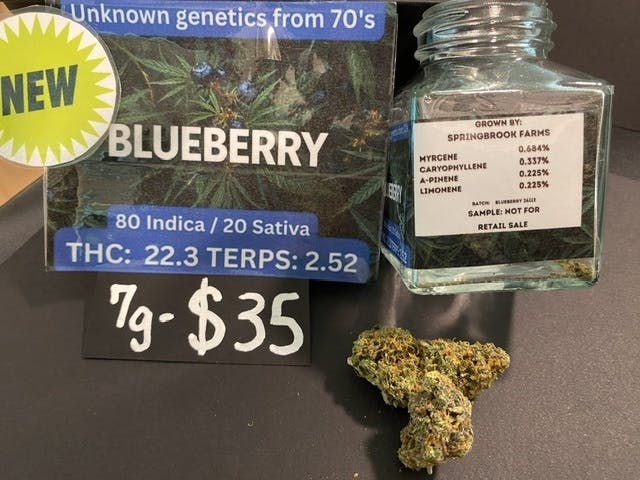 Unknown genetics from 70's
NEW
BLUEBERRY
80 Indica / 20 Sativa
THC: 22.3 TERPS: 2.52
7g - $35
GROWN BY:
SPRINGBROOK FARMS
MYRCENE 0.684%
CARYOPHYLLENE 0.337%
A-PINENE 0.225%
LIMONENE 0.225%
SAMPLE: NOT FOR
RETAIL SALE